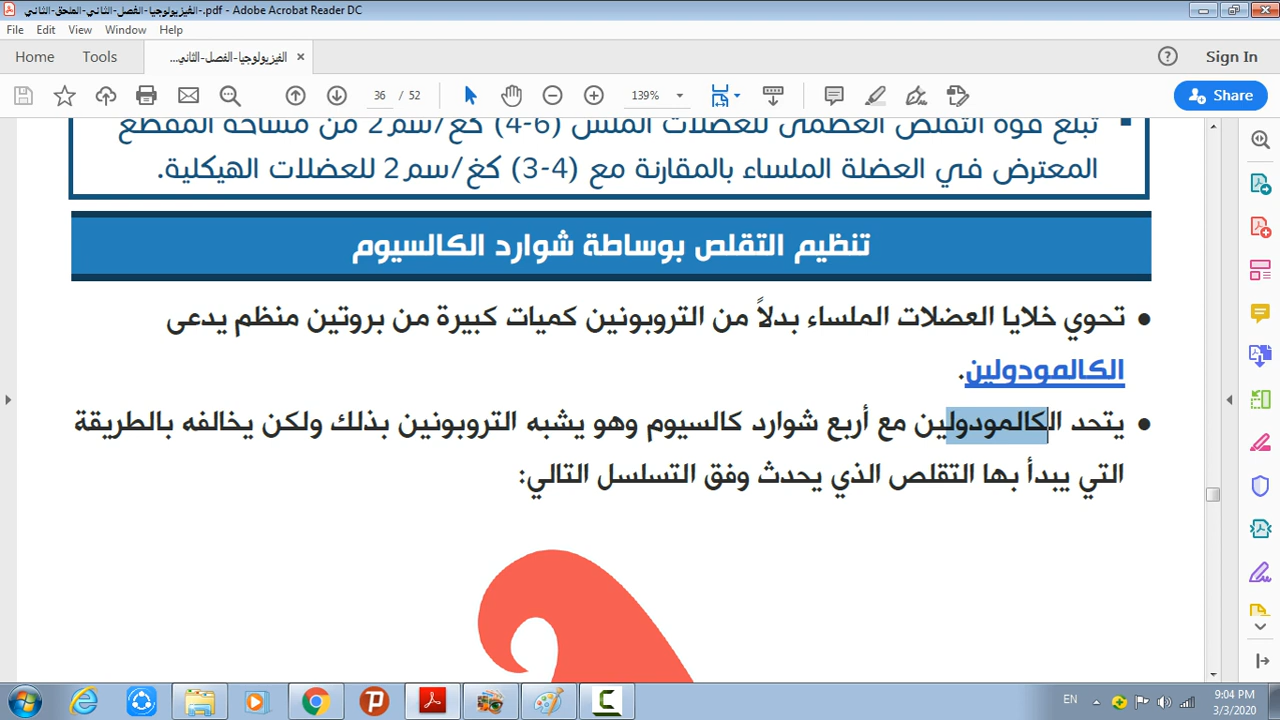 الفيزيولوجيا-الفصل-الثاني-الملحق-الثاني-.pdf - Adobe Acrobat Reader DC
File Edit View Window Help
Home Tools الفيزيولوجيا-الفصل-الثاني... × Sign In
36 / 52 139% Share
تبلغ قوة التقلص العظمى للعضلات الملس (6-4) كغ/سم2 من مساحة المقطع
المعترض في العضلة الملساء بالمقارنة مع (4-3) كغ/سم2 للعضلات الهيكلية.
تنظيم التقلص بوساطة شوارد الكالسيوم
● تحوي خلايا العضلات الملساء بدلاً من التروبونين كميات كبيرة من بروتين منظم يدعى
الكالمودولين.
● يتحد الكالمودولين مع أربع شوارد كالسيوم وهو يشبه التروبونين بذلك ولكن يخالفه بالطريقة
التي يبدأ بها التقلص الذي يحدث وفق التسلسل التالي:
EN 9:04 PM
3/3/2020